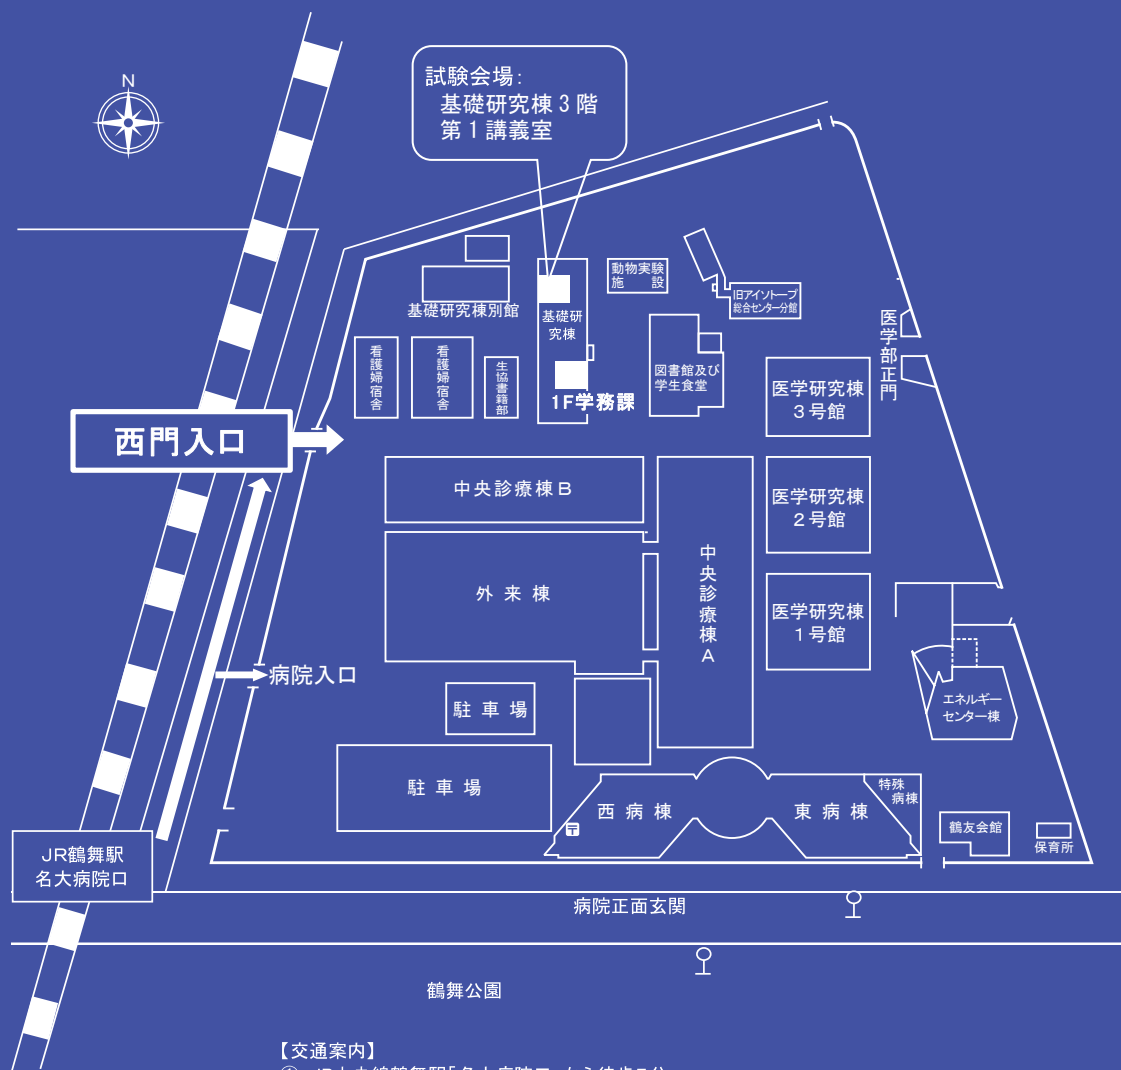 N
試験会場：
基礎研究棟３階
第１講義室
動物実験
施　設
旧アイソトープ
総合センター分館
基礎研究棟別館
基礎研
究棟
医学部正門
看護婦宿舎
看護婦宿舎
生協書籍部
図書館及び
学生食堂
医学研究棟
３号館
1F学務課
西門入口
中央診療棟Ｂ
医学研究棟
２号館
中央診療棟Ａ
外来棟
医学研究棟
１号館
病院入口
エネルギー
センター棟
駐車場
駐車場
特殊
病棟
西病棟
東病棟
〒
鶴友会館
保育所
JR鶴舞駅
名大病院口
病院正面玄関
鶴舞公園
【交通案内】